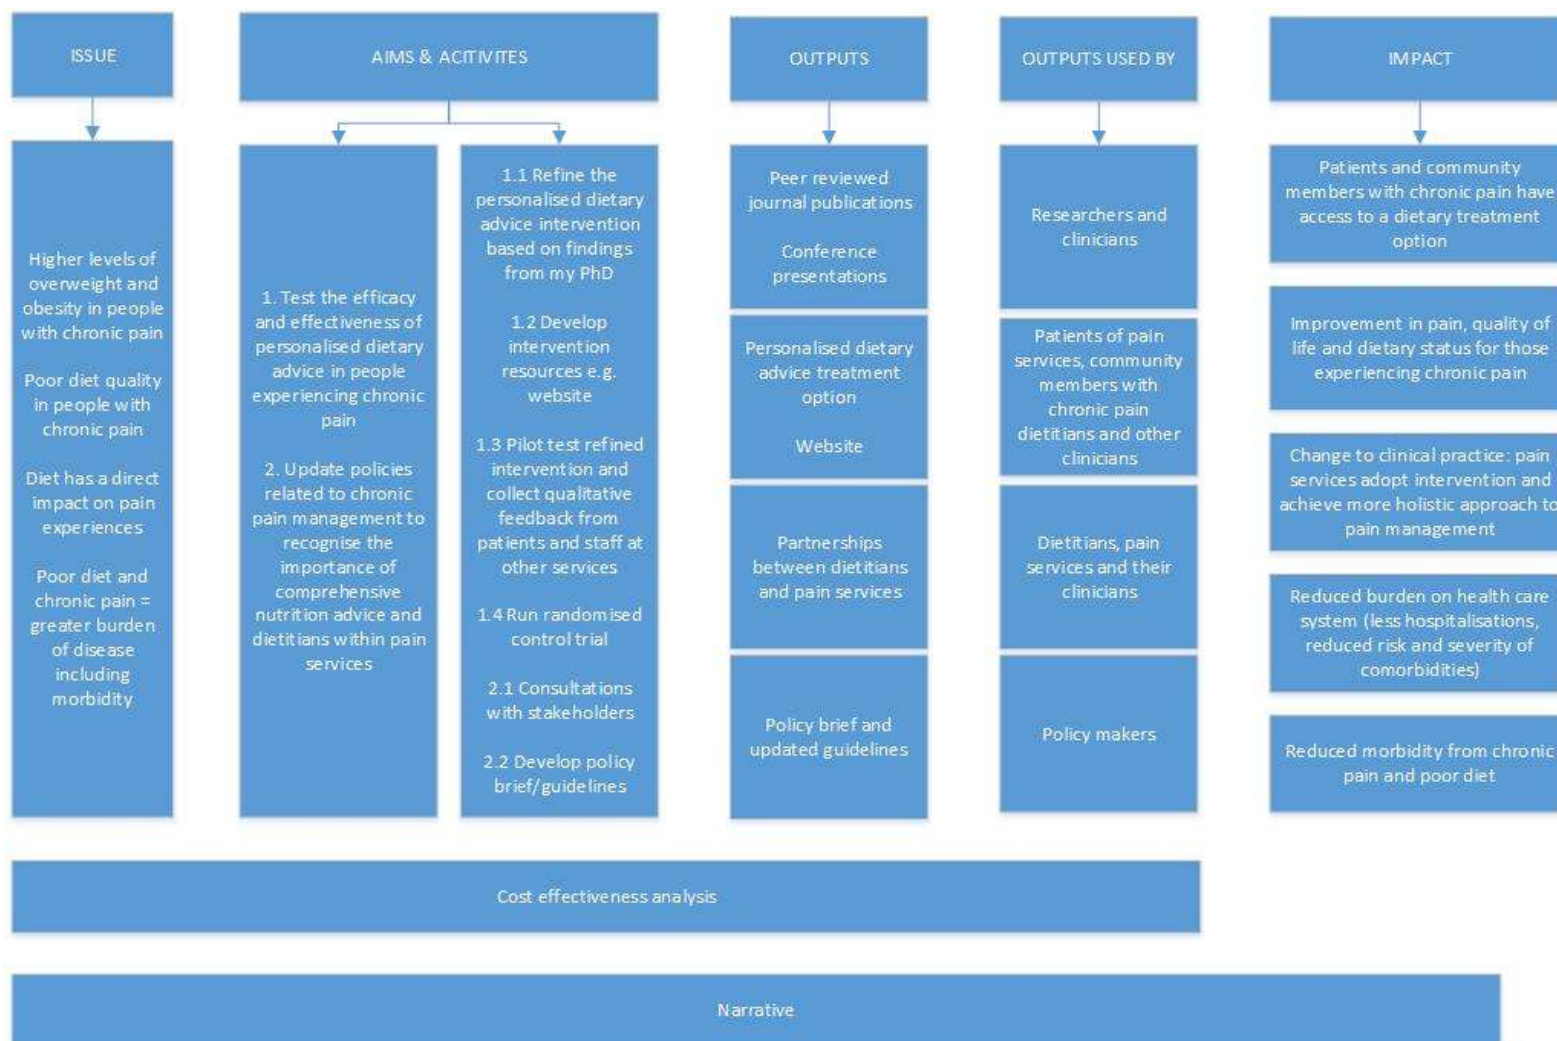 ISSUE
Higher levels of
overweight and
obesity in people
with chronic pain
Poor diet quality
in people with
chronic pain
Diet has a direct
impact on pain
experiences
Poor diet and
chronic pain =
greater burden
of disease
including
morbidity
AIMS & ACITIVITES
1. Test the efficacy
and effectiveness of
personalised dietary
advice in people
experiencing chronic
pain
2. Update policies
related to chronic
pain management to
recognise the
importance of
comprehensive
nutrition advice and
dietitians within pain
services
1.1 Refine the
personalised dietary
advice intervention
based on findings
from my PhD
1.2 Develop
intervention
resources e.g.
website
1.3 Pilot test refined
intervention and
collect qualitative
feedback from
patients and staff at
other services
1.4 Run randomised
control trial
2.1 Consultations
with stakeholders
2.2 Develop policy
brief/guidelines
OUTPUTS
Peer reviewed
journal publications
Conference
presentations
Personalised dietary
advice treatment
option
Website
Partnerships
between dietitians
and pain services
Policy brief and
updated guidelines
OUTPUTS USED BY
Researchers and
clinicians
Patients of pain
services, community
members with
chronic pain
dietitians and other
clinicians
Dietitians, pain
services and their
clinicians
Policy makers
IMPACT
Patients and community
members with chronic pain have
access to a dietary treatment
option
Improvement in pain, quality of
life and dietary status for those
experiencing chronic pain
Change to clinical practice: pain
services adopt intervention and
achieve more holistic approach to
pain management
Reduced burden on health care
system (less hospitalisations,
reduced risk and severity of
comorbidities)
Reduced morbidity from chronic
pain and poor diet
Cost effectiveness analysis
Narrative